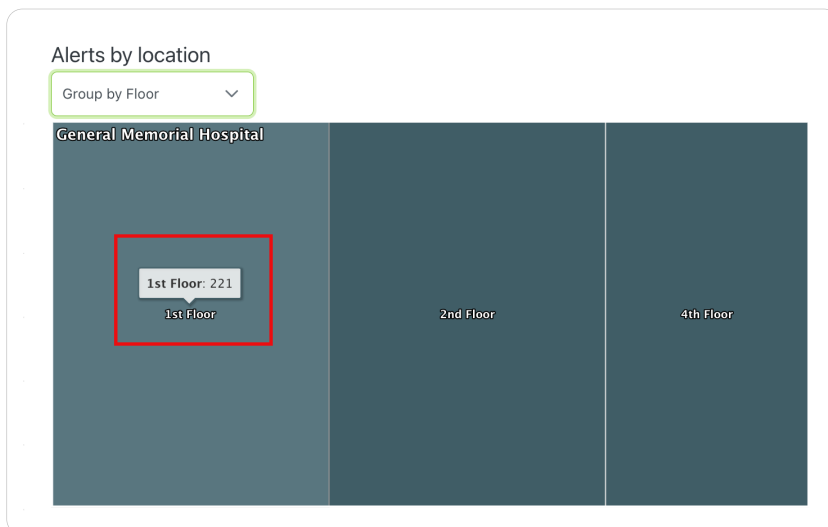 Alerts by location
Group by Floor
General Memorial Hospital
1st Floor: 221
1st Floor
2nd Floor
4th Floor